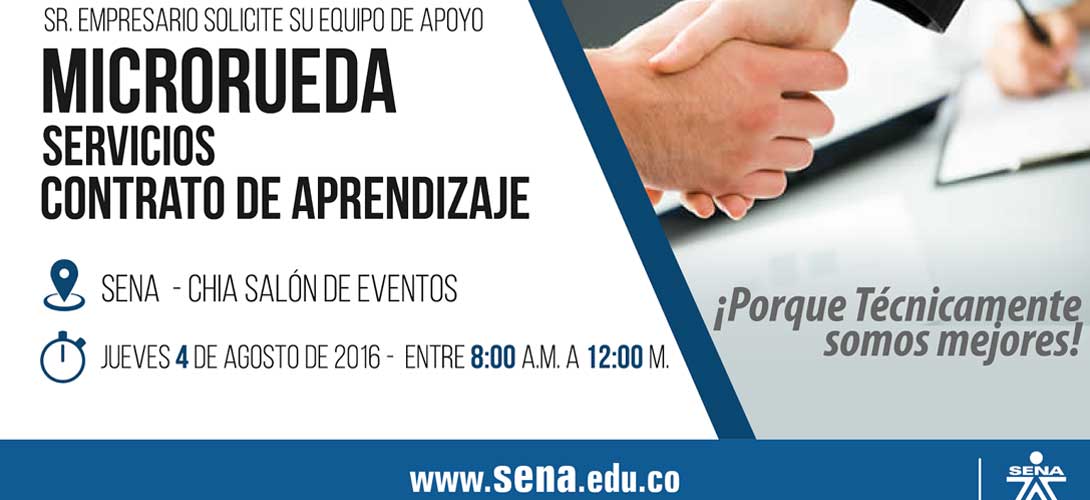 SR. EMPRESARIO SOLICITE SU EQUIPO DE APOYO
MICRORUEDA
SERVICIOS
CONTRATO DE APRENDIZAJE
SENA - CHIA SALÓN DE EVENTOS
JUEVES 4 DE AGOSTO DE 2016 - ENTRE 8:00 A.M. A 12:00 M.
¡Porque Técnicamente
somos mejores!
www.sena.edu.co
SENA